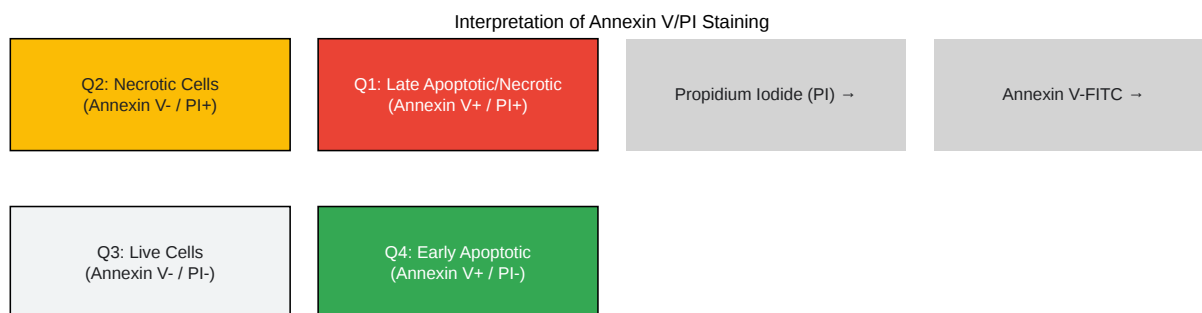 Interpretation of Annexin V/PI Staining
Q2: Necrotic Cells
(Annexin V- / PI+)
Q1: Late Apoptotic/Necrotic
(Annexin V+ / PI+)
Propidium Iodide (PI) →
Annexin V-FITC →
Q3: Live Cells
(Annexin V- / PI-)
Q4: Early Apoptotic
(Annexin V+ / PI-)